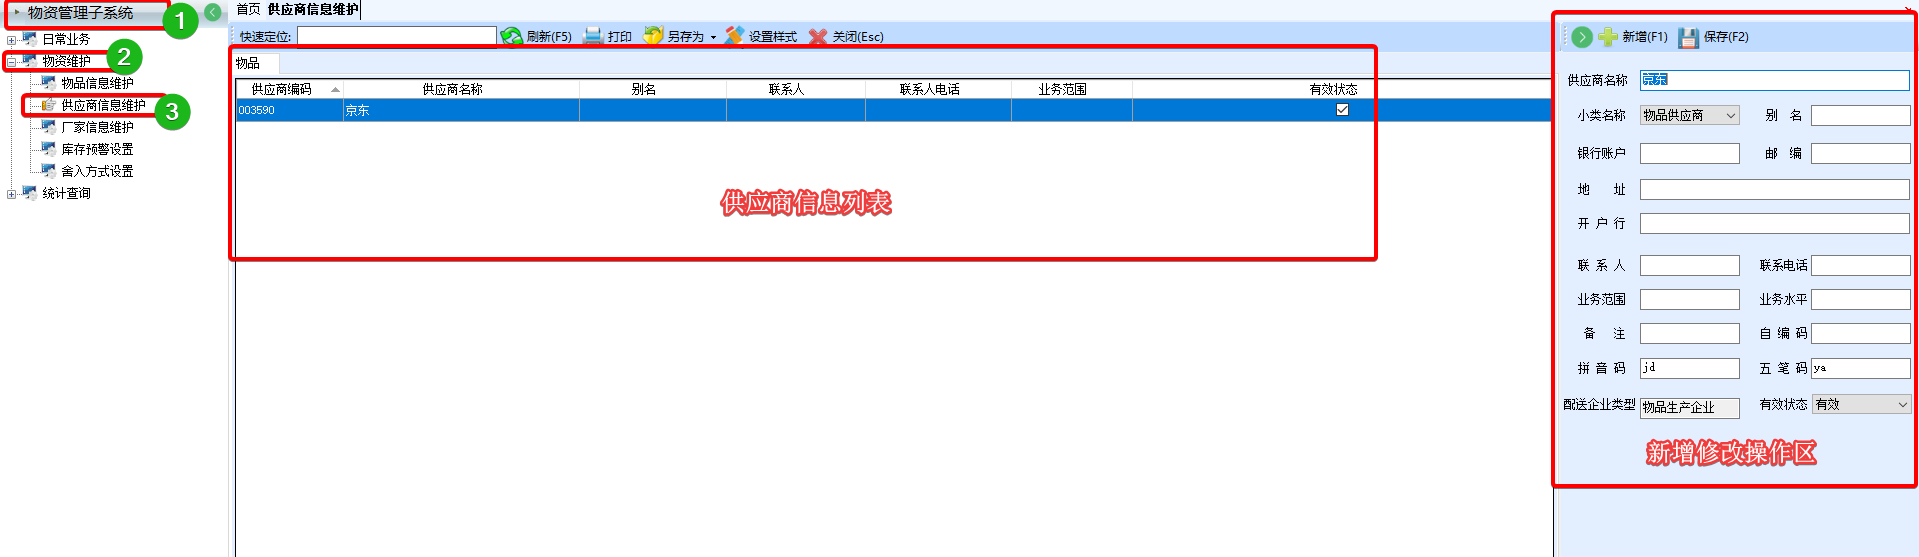 物资管理子系统
1
日常业务
物资维护
2
物品信息维护
供应商信息维护
3
厂家信息维护
库存预警设置
舍入方式设置
统计查询
首页 供应商信息维护
快速定位: 刷新(F5) 打印 另存为 设置样式 关闭(Esc)
物品
供应商编码 供应商名称 别名 联系人 联系人电话 业务范围 有效状态
003590 京东
供应商信息列表
新增(F1) 保存(F2)
供应商名称 京东
小类名称 物品供应商 别 名
银行账户 邮 编
地 址
开 户 行
联 系 人 联系电话
业务范围 业务水平
备 注 自 编 码
拼 音 码 jd 五 笔 码 ya
配送企业类型 物品生产企业 有效状态 有效
新增修改操作区